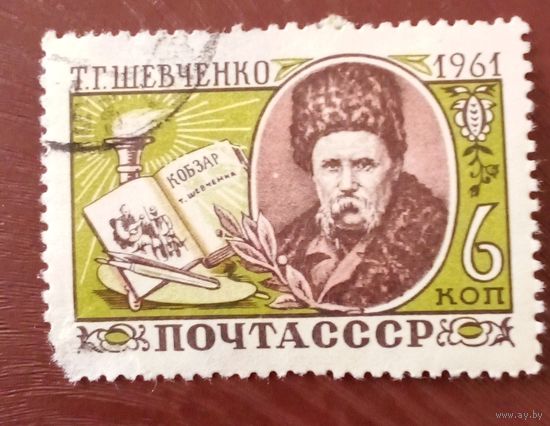 Т.Г. ШЕВЧЕНКО 1961
КОБЗАР
Т. ШЕВЧЕНКА
6
КОП
ПОЧТА СССР
www.ay.by